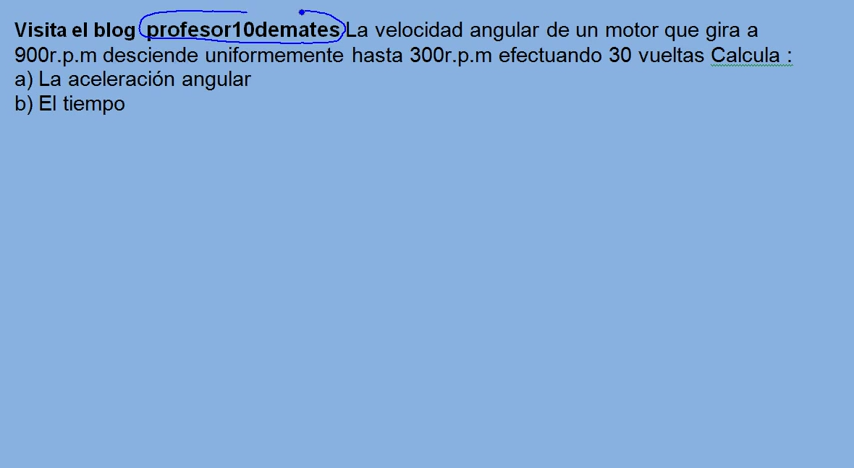 Visita el blog profesor10demates La velocidad angular de un motor que gira a
900r.p.m desciende uniformemente hasta 300r.p.m efectuando 30 vueltas Calcula :
a) La aceleración angular
b) El tiempo